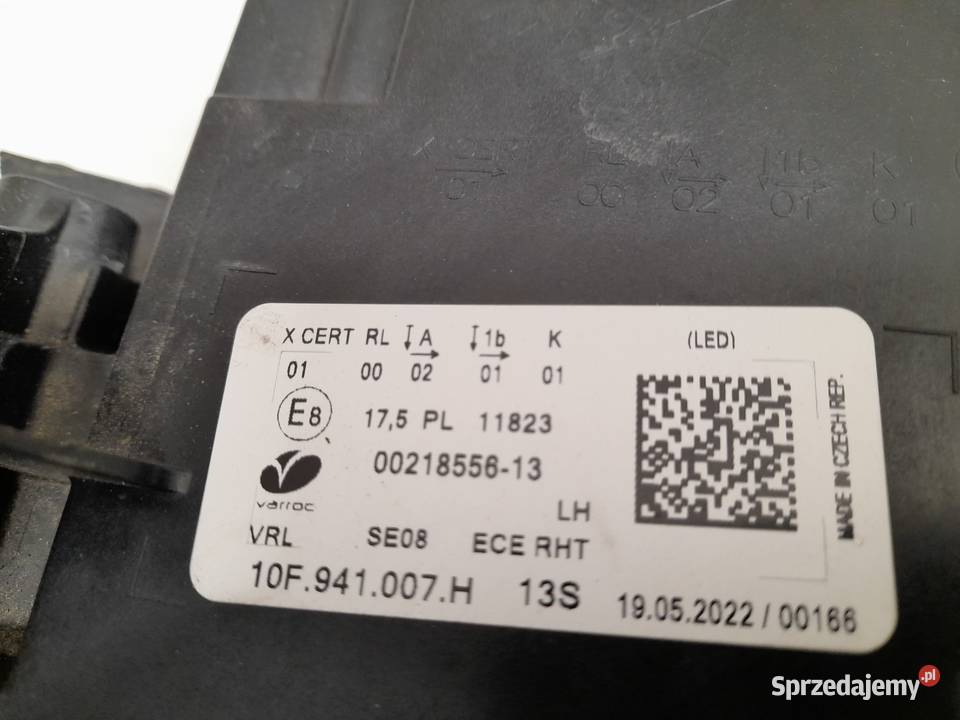 X CERT RL A 1b K
01 00 02 01 01
X CERT RL A 1b K (LED)
01 00 02 01 01
E8 17,5 PL 11823
00218556-13
varroc
LH
VRL SE08 ECE RHT
10F.941.007.H 13S 19.05.2022 / 00166
MADE IN CZECH REP.
Sprzedajemy.pl